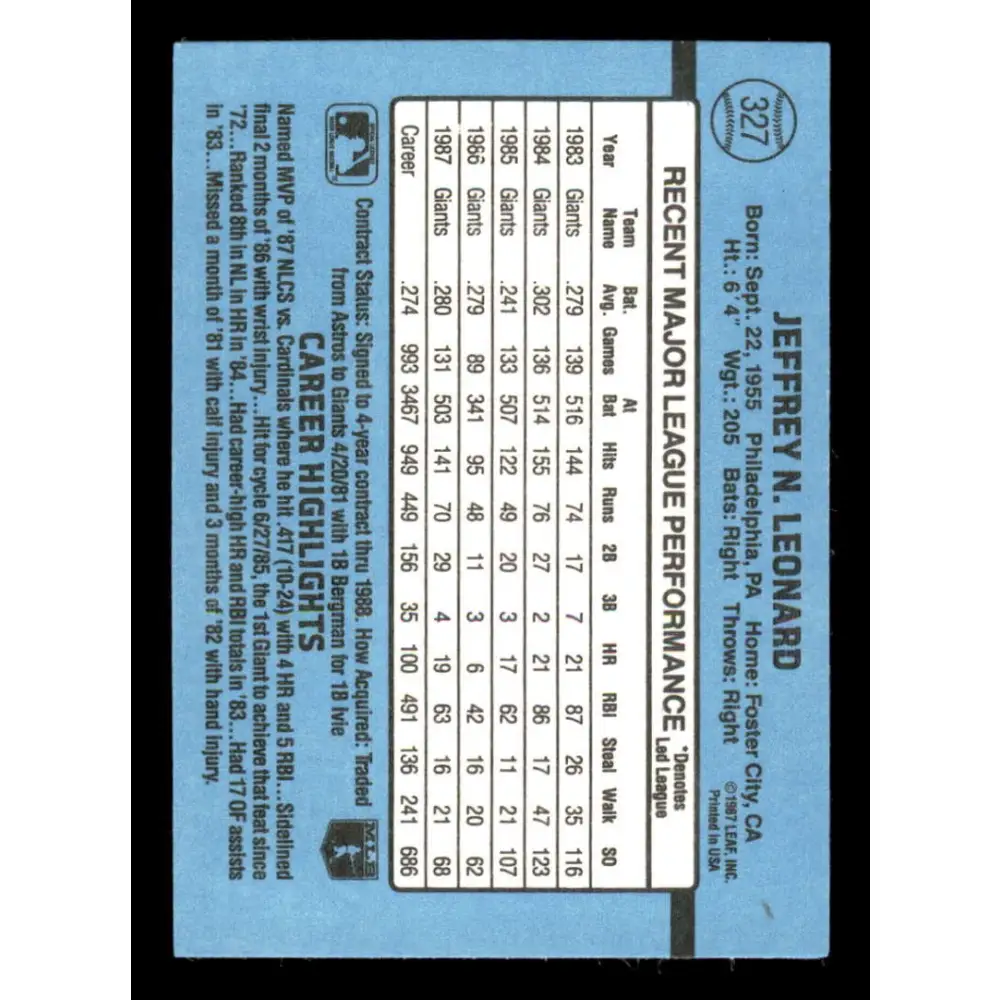 327
JEFFREY N. LEONARD
Born: Sept. 22, 1955 Philadelphia, PA Home: Foster City, CA
Ht.: 6'4" Wgt.: 205 Bats: Right Throws: Right
©1987 LEAF, INC.
Printed in USA
RECENT MAJOR LEAGUE PERFORMANCE
*Denotes
Led League
Year Team Name Bat. Avg. Games At Bat Hits Runs 2B 3B HR RBI Steal Walk SO
1983 Giants .279 139 516 144 74 17 7 21 87 26 35 116
1984 Giants .302 136 514 155 76 27 2 21 86 17 47 123
1985 Giants .241 133 507 122 49 20 3 17 62 11 21 107
1986 Giants .279 89 341 95 48 11 3 6 42 16 20 62
1987 Giants .280 131 503 141 70 29 4 19 63 16 21 68
Career .274 993 3467 949 449 156 35 100 491 136 241 686
Contract Status: Signed to 4-year contract thru 1988. How Acquired: Traded
from Astros to Giants 4/20/81 with 1B Bergman for 1B Ivie
MLB
CAREER HIGHLIGHTS
Named MVP of '87 NLCS vs. Cardinals where he hit .417 (10-24) with 4 HR and 5 RBI...Sidelined
final 2 months of '86 with wrist injury...Hit for cycle 6/27/85, the 1st Giant to achieve that feat since
'72...Ranked 8th in NL in HR in '84...Had career-high HR and RBI totals in '83...Had 17 OF assists
in '83...Missed a month of '81 with calf injury and 3 months of '82 with hand injury.